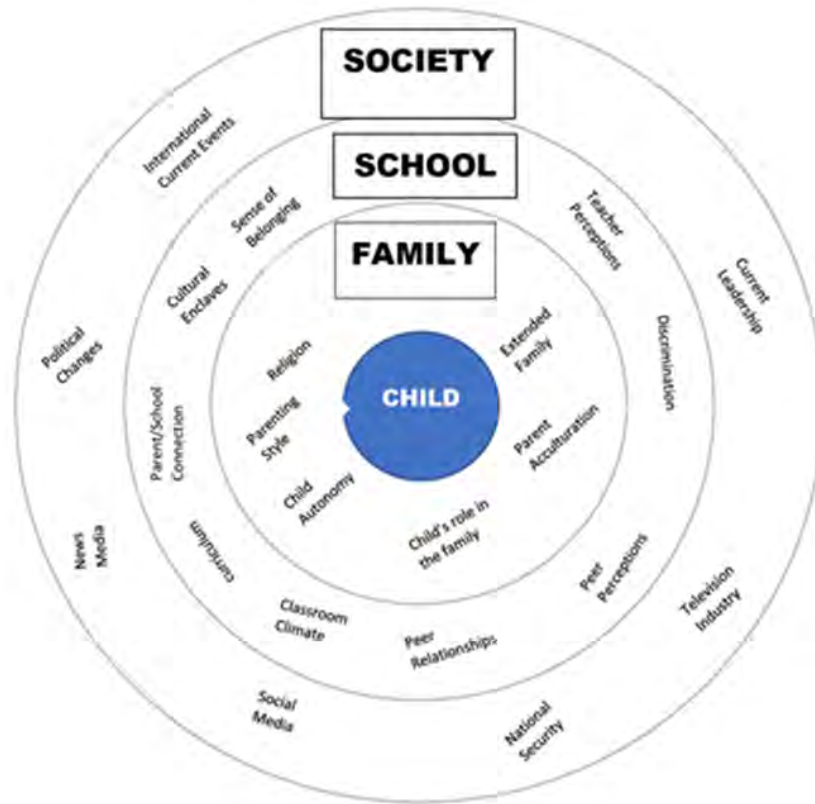 SOCIETY
International
Current Events
Political
Changes
News
Media
Social
Media
National
Security
Television
Industry
Current
Leadership
SCHOOL
Sense of
Belonging
Cultural
Enclaves
Parent/School
Connection
curriculum
Classroom
Climate
Peer
Relationships
Peer
Perceptions
Discrimination
Teacher
Perceptions
FAMILY
Religion
Parenting
Style
Child
Autonomy
Child's role in
the family
Parent
Acculturation
Extended
Family
CHILD